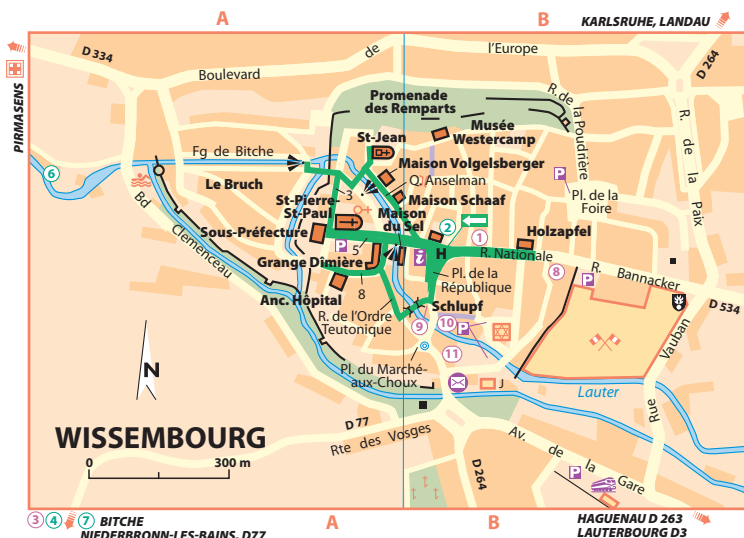 A
B
KARLSRUHE, LANDAU
D 334
de
l'Europe
D 264
Boulevard
PIRMASENS
Promenade
des Remparts
R. de la Poudrière
R. de la Paix
Musée
Westercamp
St-Jean
Fg de Bitche
Maison Volgelsberger
P
6
Le Bruch
Q. Anselman
3
Maison Schaaf
Pl. de la
Foire
St-Pierre-
St-Paul
Maison
du Sel
2
Bd Clemenceau
Sous-Préfecture
1
Holzapfel
P
5
i
H
R. Nationale
Grange Dîmière
8
R. Bannacker
Pl. de la
République
P
8
Anc. Hôpital
Schlupf
D 534
R. de l'Ordre
Teutonique
9
10
P
Rue Vauban
11
N
Pl. du Marché-
aux-Choux
J
Lauter
WISSEMBOURG
D 77
Rte des Vosges
0
300 m
Av. de la Gare
D264
P
3
4
7
BITCHE
NIEDERBRONN-LES-BAINS, D77
A
B
HAGUENAU D 263
LAUTERBOURG D3